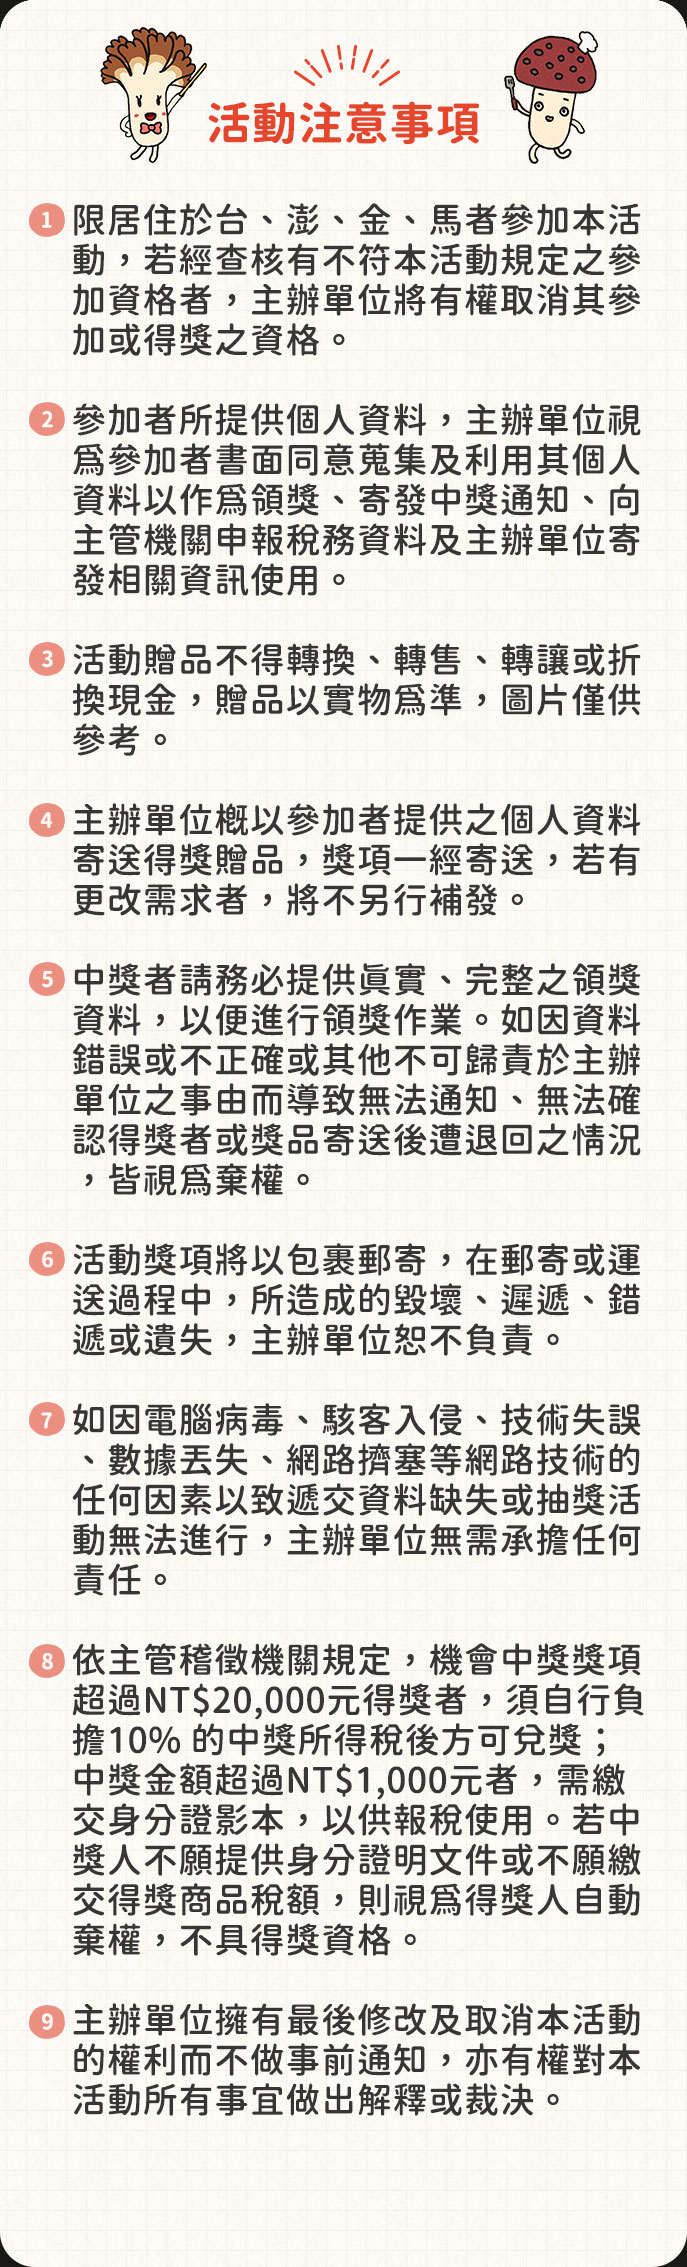 活動注意事項
1 限居住於台、澎、金、馬者參加本活
動，若經查核有不符本活動規定之參
加資格者，主辦單位將有權取消其參
加或得獎之資格。
2 參加者所提供個人資料，主辦單位視
爲參加者書面同意蒐集及利用其個人
資料以作爲領獎、寄發中獎通知、向
主管機關申報稅務資料及主辦單位寄
發相關資訊使用。
3 活動贈品不得轉換、轉售、轉讓或折
換現金，贈品以實物爲準，圖片僅供
參考。
4 主辦單位概以參加者提供之個人資料
寄送得獎贈品，獎項一經寄送，若有
更改需求者，將不另行補發。
5 中獎者請務必提供眞實、完整之領獎
資料，以便進行領獎作業。如因資料
錯誤或不正確或其他不可歸責於主辦
單位之事由而導致無法通知、無法確
認得獎者或獎品寄送後遭退回之情況
，皆視爲棄權。
6 活動獎項將以包裹郵寄，在郵寄或運
送過程中，所造成的毀壞、遲遞、錯
遞或遺失，主辦單位恕不負責。
7 如因電腦病毒、駭客入侵、技術失誤
、數據丟失、網路擠塞等網路技術的
任何因素以致遞交資料缺失或抽獎活
動無法進行，主辦單位無需承擔任何
責任。
8 依主管稽徵機關規定，機會中獎獎項
超過NT$20,000元得獎者，須自行負
擔10% 的中獎所得稅後方可兌獎；
中獎金額超過NT$1,000元者，需繳
交身分證影本，以供報稅使用。若中
獎人不願提供身分證明文件或不願繳
交得獎商品稅額，則視爲得獎人自動
棄權，不具得獎資格。
9 主辦單位擁有最後修改及取消本活動
的權利而不做事前通知，亦有權對本
活動所有事宜做出解釋或裁決。